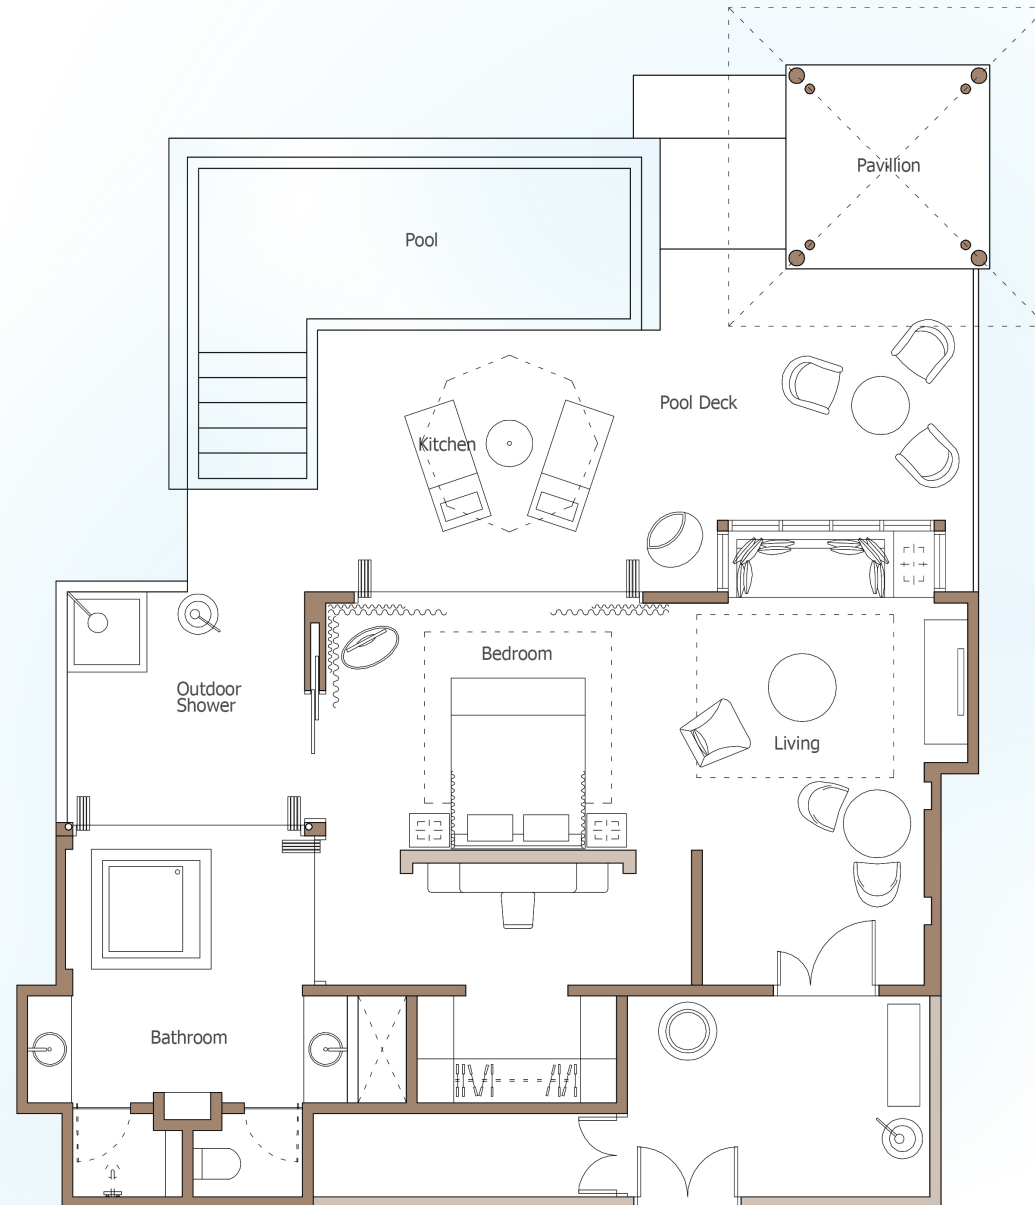 Pavillion
Pool
Pool Deck
Kitchen
Bedroom
Outdoor
Shower
Living
Bathroom